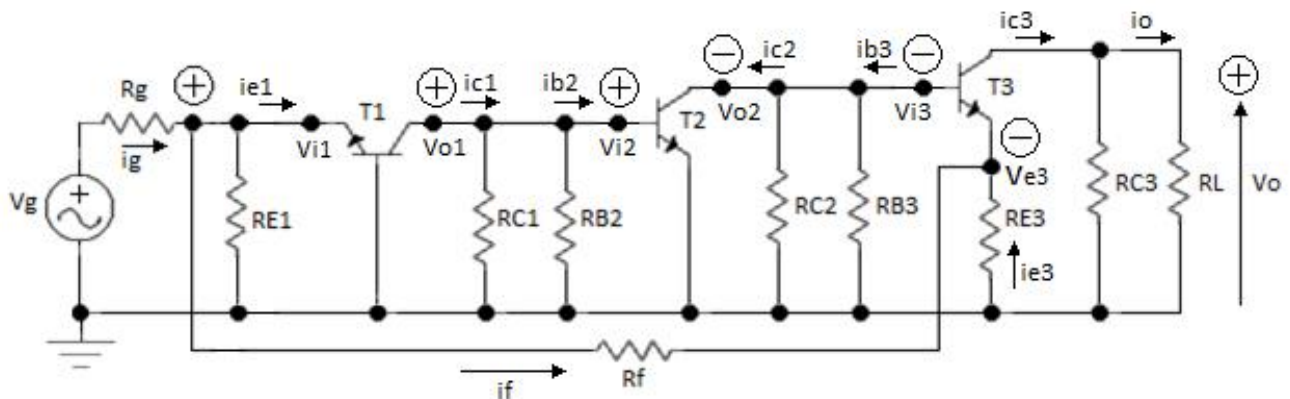 ic3
io
ic2
ib3
Rg
ie1
T1
ic1
ib2
T3
T2
Vi1
Vo1
Vi2
Vo2
Vi3
ig
Ve3
Vg
RE1
RC1
RB2
RC2
RB3
RE3
RC3
RL
Vo
ie3
if
Rf